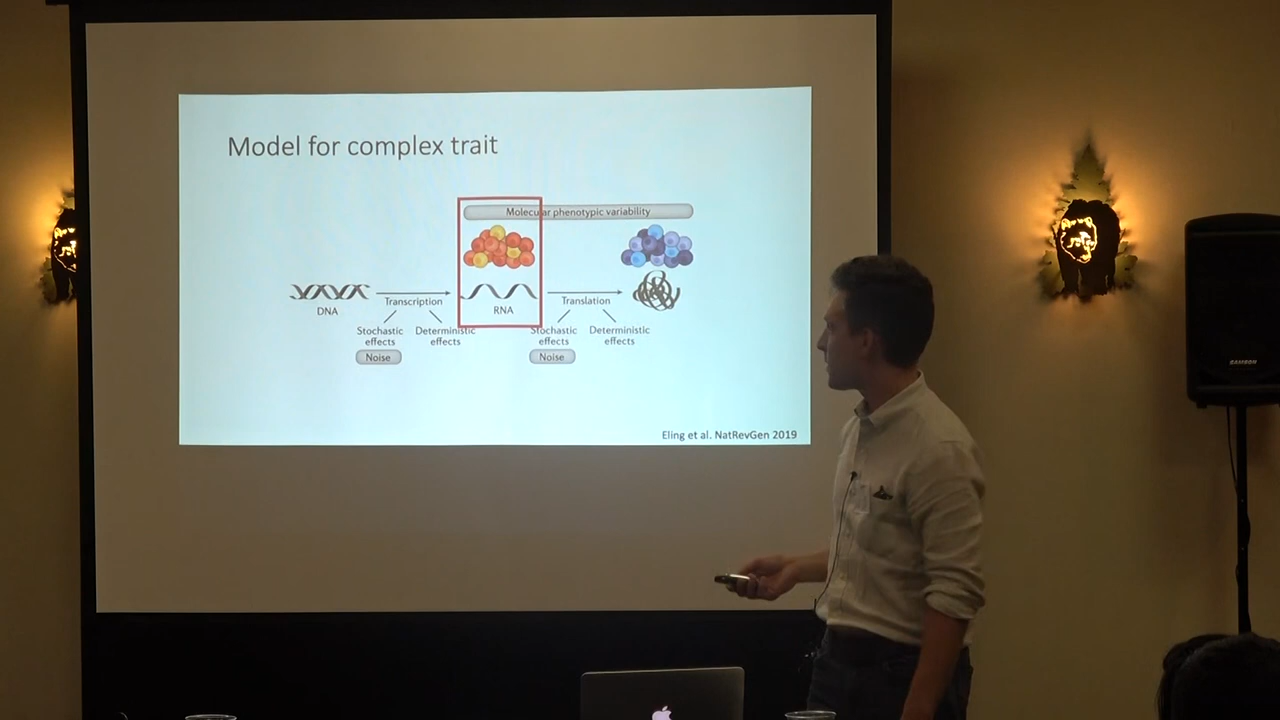 Model for complex trait
Molecular phenotypic variability
DNA
Transcription
RNA
Translation
Stochastic
effects
Deterministic
effects
Stochastic
effects
Deterministic
effects
Noise
Noise
Eling et al. NatRevGen 2019
SAMSON